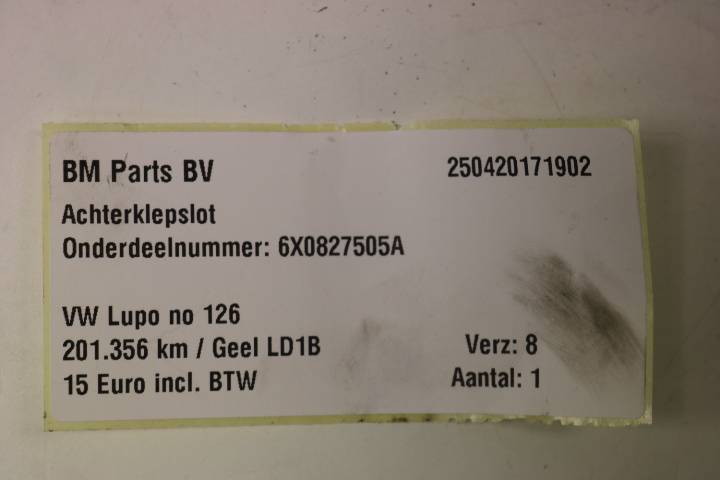 BM Parts BV 250420171902
Achterklepslot
Onderdeelnummer: 6X0827505A
VW Lupo no 126
201.356 km / Geel LD1B Verz: 8
15 Euro incl. BTW Aantal: 1